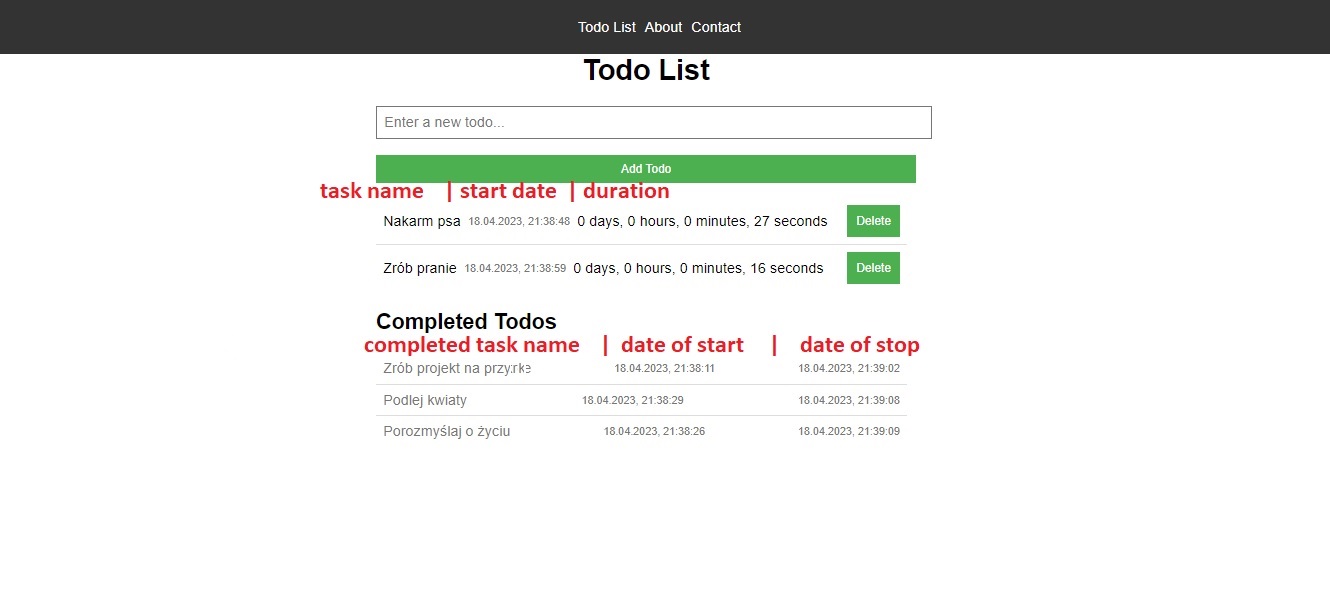 Todo List About Contact
Todo List
Enter a new todo...
Add Todo
task name | start date | duration
Nakarm psa 18.04.2023, 21:38:48 0 days, 0 hours, 0 minutes, 27 seconds Delete
Zrób pranie 18.04.2023, 21:38:59 0 days, 0 hours, 0 minutes, 16 seconds Delete
Completed Todos
completed task name | date of start | date of stop
Zrób projekt na 18.04.2023, 21:38:11 18.04.2023, 21:39:02
Podlej kwiaty 18.04.2023, 21:38:29 18.04.2023, 21:39:08
Porozmyślaj o życiu 18.04.2023, 21:38:26 18.04.2023, 21:39:09